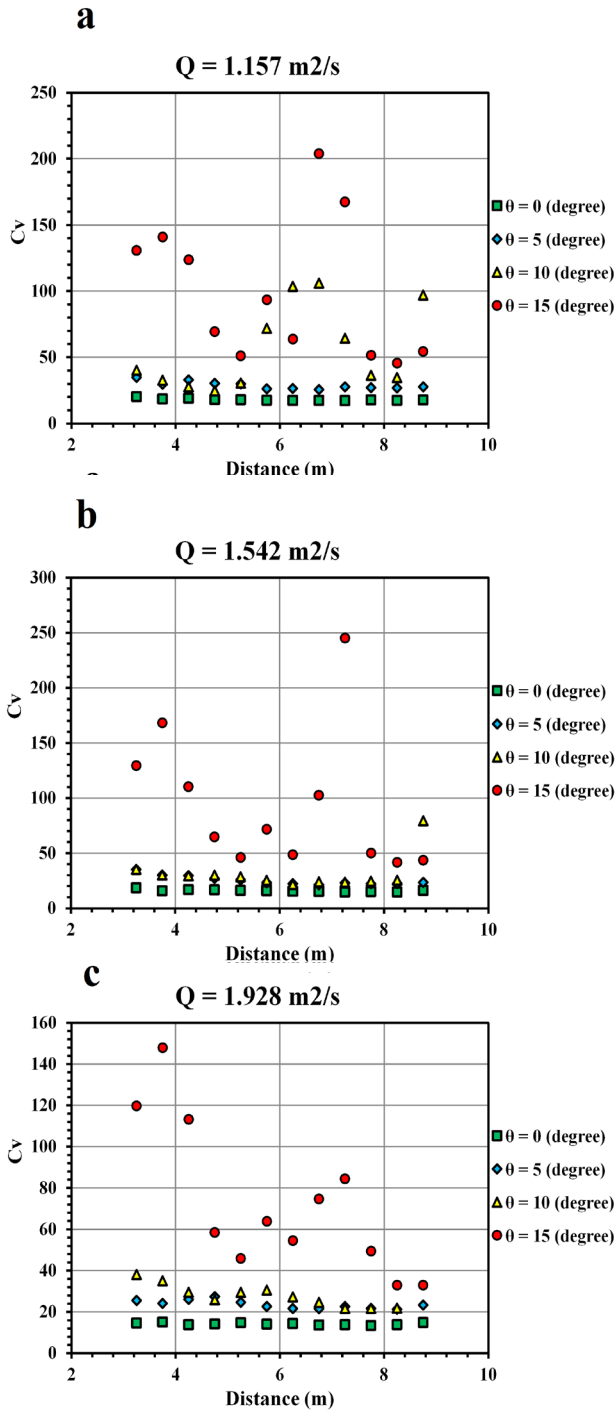 a
Q = 1.157 m2/s
250
200
150
100
50
0
2 4 6 8 10
Cv
Distance (m)
θ = 0 (degree)
θ = 5 (degree)
θ = 10 (degree)
θ = 15 (degree)
b
Q = 1.542 m2/s
300
250
200
150
100
50
0
2 4 6 8 10
Cv
Distance (m)
θ = 0 (degree)
θ = 5 (degree)
θ = 10 (degree)
θ = 15 (degree)
c
Q = 1.928 m2/s
160
140
120
100
80
60
40
20
0
2 4 6 8 10
Cv
Distance (m)
θ = 0 (degree)
θ = 5 (degree)
θ = 10 (degree)
θ = 15 (degree)